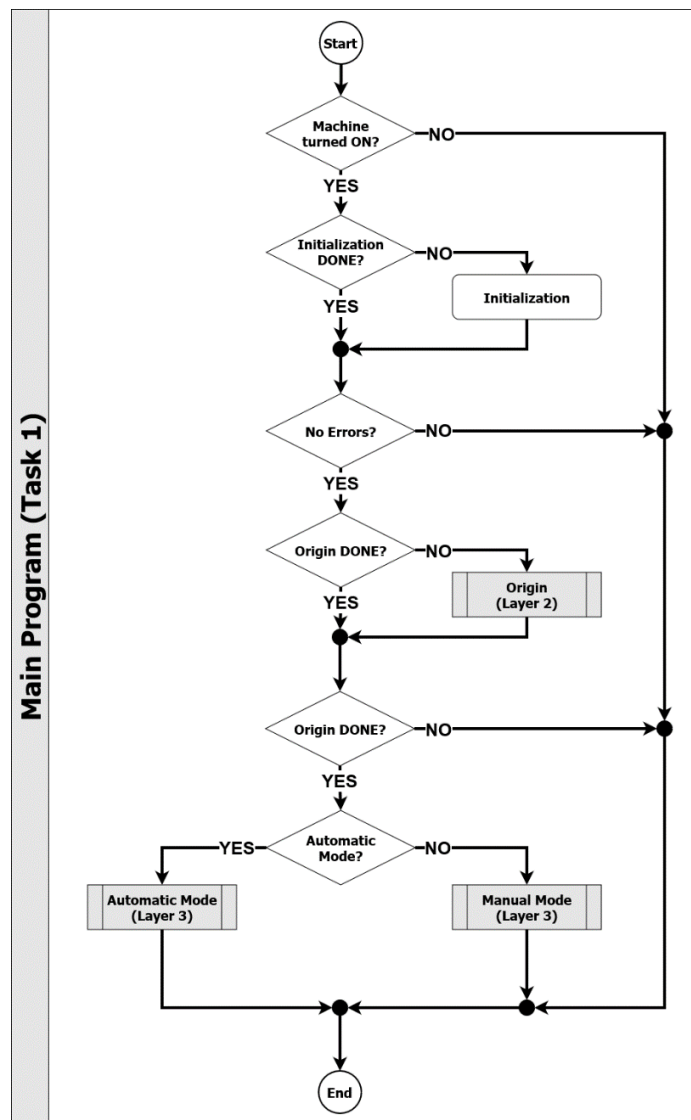 Main Program (Task 1)
Start
Machine
turned ON?
NO
YES
Initialization
DONE?
NO
Initialization
YES
No Errors?
NO
YES
Origin DONE?
NO
Origin
(Layer 2)
YES
Origin DONE?
NO
YES
Automatic
Mode?
YES
NO
Automatic Mode
(Layer 3)
Manual Mode
(Layer 3)
End